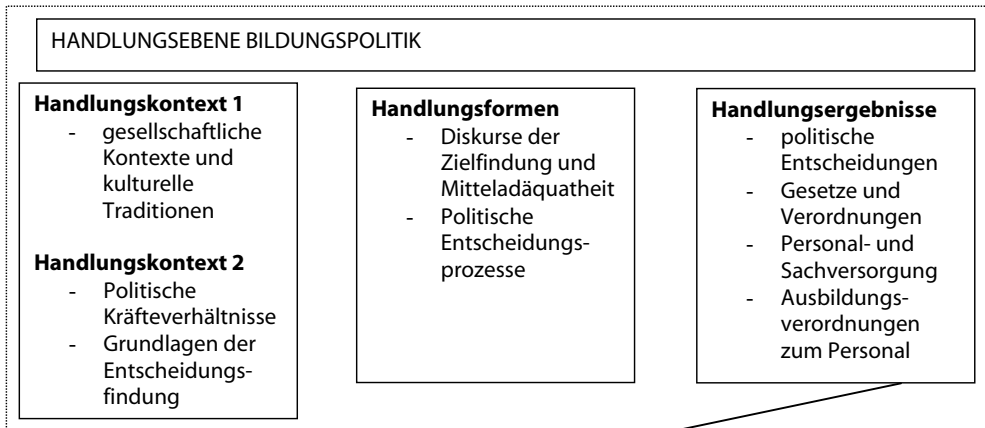 HANDLUNGSEBENE BILDUNGSPOLITIK
Handlungskontext 1
- gesellschaftliche
Kontexte und
kulturelle
Traditionen
Handlungskontext 2
- Politische
Kräfteverhältnisse
- Grundlagen der
Entscheidungs-
findung
Handlungsformen
- Diskurse der
Zielfindung und
Mitteladäquatheit
- Politische
Entscheidungs-
prozesse
Handlungsergebnisse
- politische
Entscheidungen
- Gesetze und
Verordnungen
- Personal- und
Sachversorgung
- Ausbildungs-
verordnungen
zum Personal